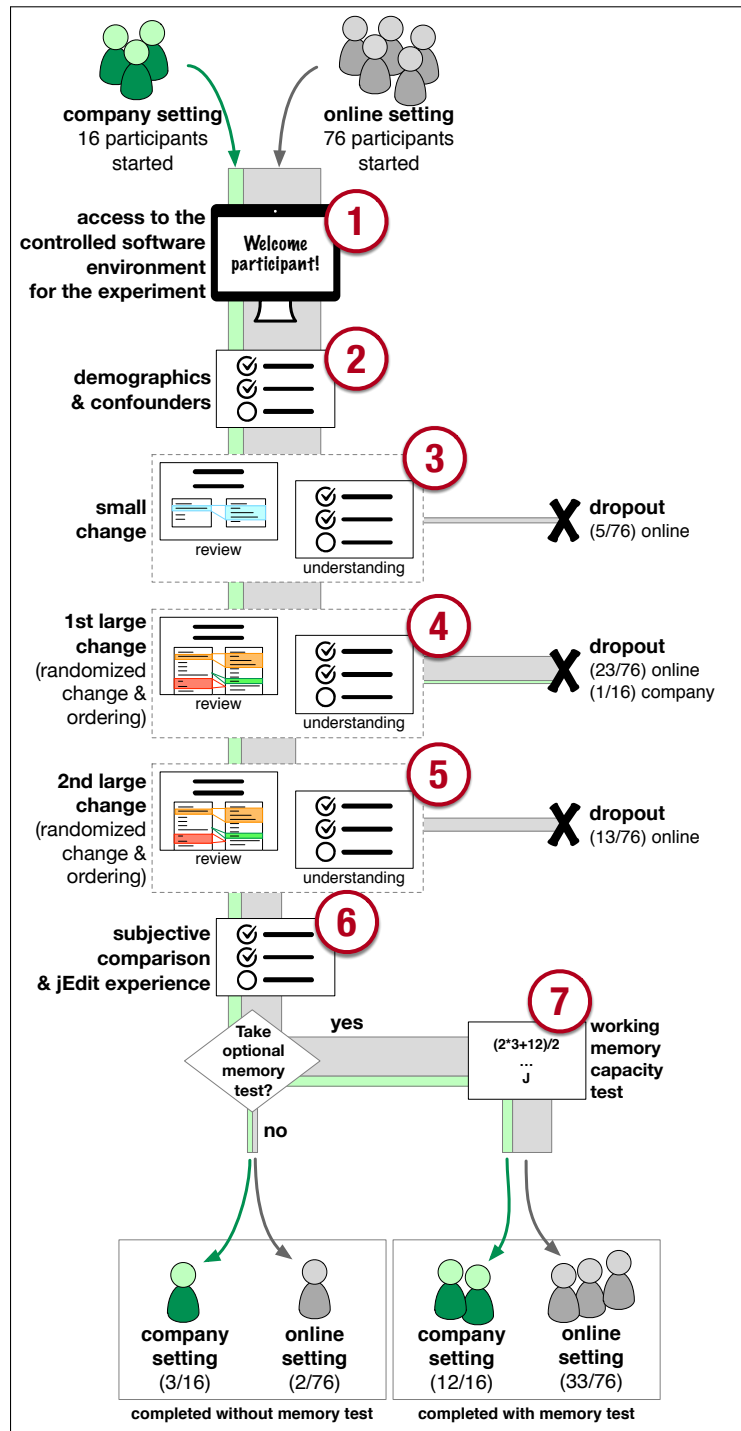 company setting
16 participants
started
online setting
76 participants
started
1
access to the
controlled software
environment
for the experiment
Welcome
participant!
2
demographics
& confounders
3
small
change
review
understanding
dropout
(5/76) online
4
1st large
change
(randomized
change &
ordering)
review
understanding
dropout
(23/76) online
(1/16) company
5
2nd large
change
(randomized
change &
ordering)
review
understanding
dropout
(13/76) online
6
subjective
comparison
& jEdit experience
7
Take
optional
memory
test?
yes
no
(2*3+12)/2
...
J
working
memory
capacity
test
company
setting
(3/16)
online
setting
(2/76)
company
setting
(12/16)
online
setting
(33/76)
completed without memory test
completed with memory test